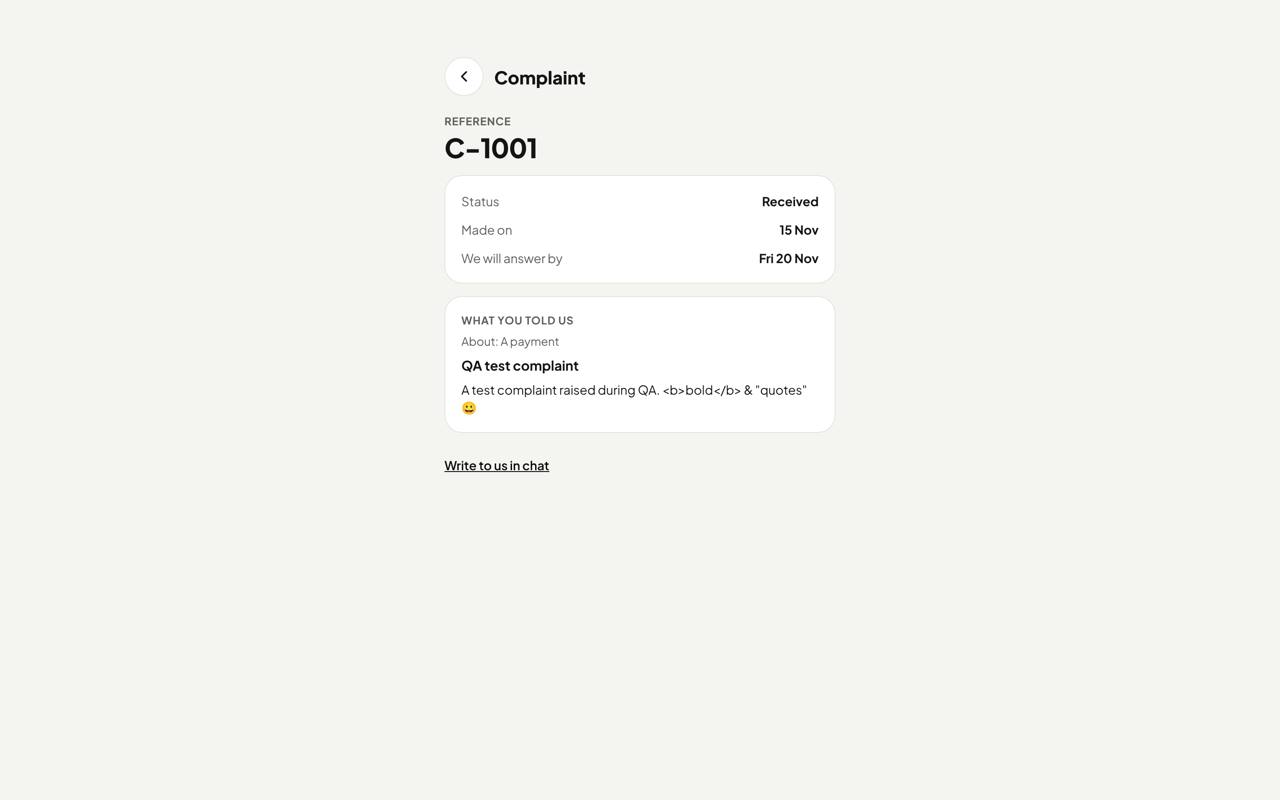 Complaint
REFERENCE
C-1001
Status Received
Made on 15 Nov
We will answer by Fri 20 Nov
WHAT YOU TOLD US
About: A payment
QA test complaint
A test complaint raised during QA. <b>bold</b> & "quotes"
😀
Write to us in chat